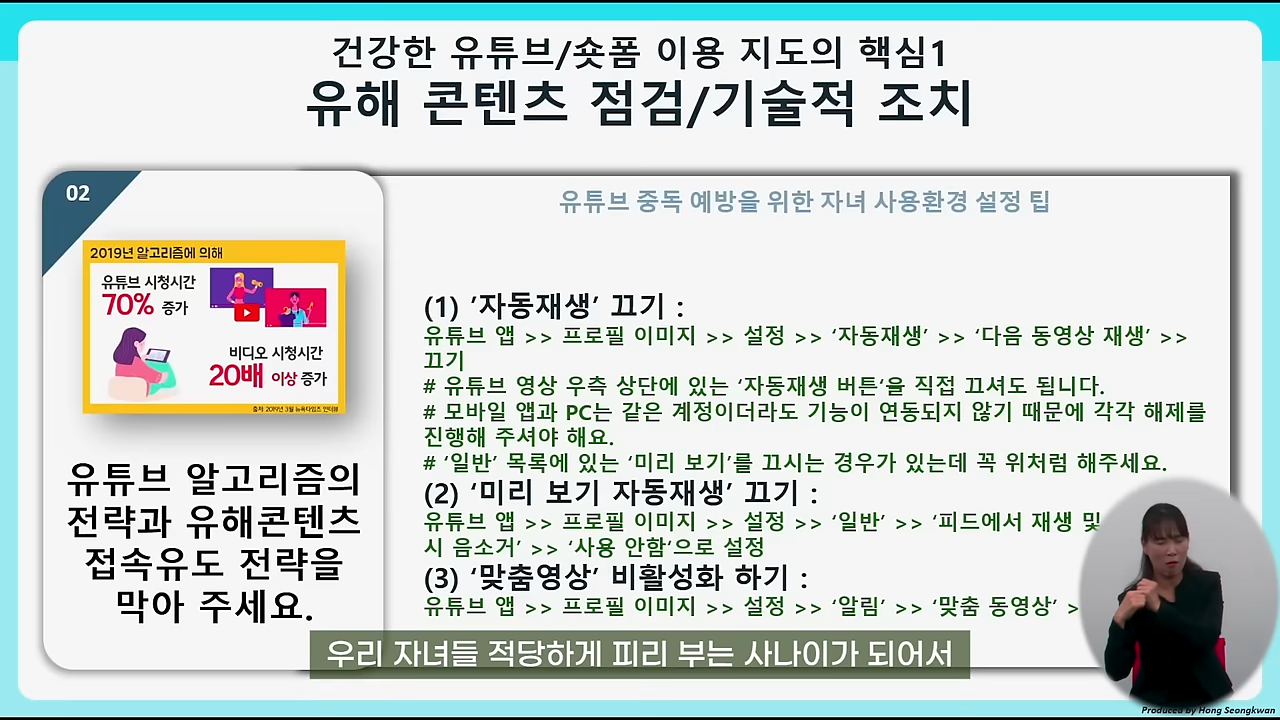 건강한 유튜브/숏폼 이용 지도의 핵심1
유해 콘텐츠 점검/기술적 조치
02
2019년 알고리즘에 의해
유튜브 시청시간
70% 증가
비디오 시청시간
20배 이상 증가
출처: 2019년 3월 뉴욕타임즈 인터뷰
유튜브 알고리즘의
전략과 유해콘텐츠
접속유도 전략을
막아 주세요.
유튜브 중독 예방을 위한 자녀 사용환경 설정 팁
(1) ’자동재생’ 끄기 :
유튜브 앱 >> 프로필 이미지 >> 설정 >> ‘자동재생’ >> ‘다음 동영상 재생’ >>
끄기
# 유튜브 영상 우측 상단에 있는 ‘자동재생 버튼‘을 직접 끄셔도 됩니다.
# 모바일 앱과 PC는 같은 계정이더라도 기능이 연동되지 않기 때문에 각각 해제를
진행해 주셔야 해요.
# ‘일반’ 목록에 있는 ‘미리 보기’를 끄시는 경우가 있는데 꼭 위처럼 해주세요.
(2) ‘미리 보기 자동재생’ 끄기 :
유튜브 앱 >> 프로필 이미지 >> 설정 >> ‘일반’ >> ‘피드에서 재생 및
시 음소거’ >> ‘사용 안함‘으로 설정
(3) ‘맞춤영상’ 비활성화 하기 :
유튜브 앱 >> 프로필 이미지 >> 설정 >> ‘알림’ >> ‘맞춤 동영상’ >
우리 자녀들 적당하게 피리 부는 사나이가 되어서
Produced by Hong Seongkwan